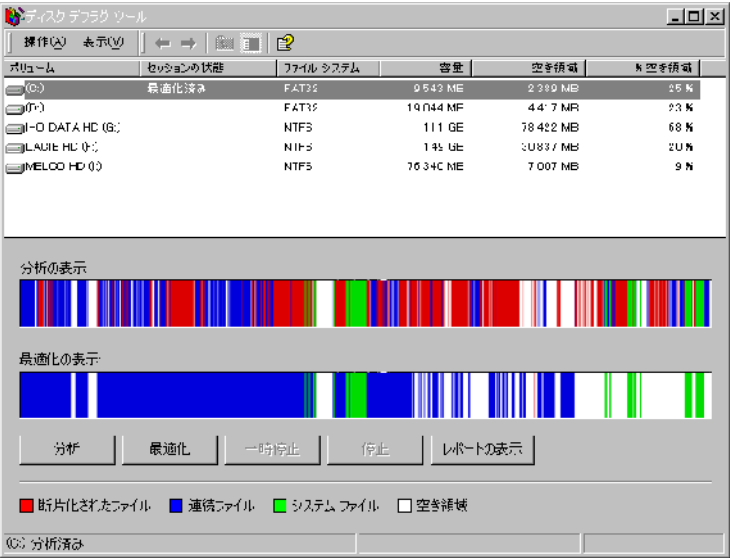 ディスク デフラグ ツール
操作(A) 表示(V)
ボリューム セッションの状態 ファイル システム 容量 空き領域 % 空き領域
(C:) 最適化済み FAT32 9,543 MB 2,389 MB 25 %
(D:) FAT32 19,044 MB 4,417 MB 23 %
I-O DATA HD (G:) NTFS 111 GB 78,422 MB 68 %
LACIE HD NTFS 149 GB 30,837 MB 20 %
MELCO HD NTFS 76,340 MB 7,007 MB 9 %
分析の表示
最適化の表示
分析 最適化 一時停止 停止 レポートの表示
断片化されたファイル 連続ファイル システム ファイル 空き領域
(C:) 分析済み